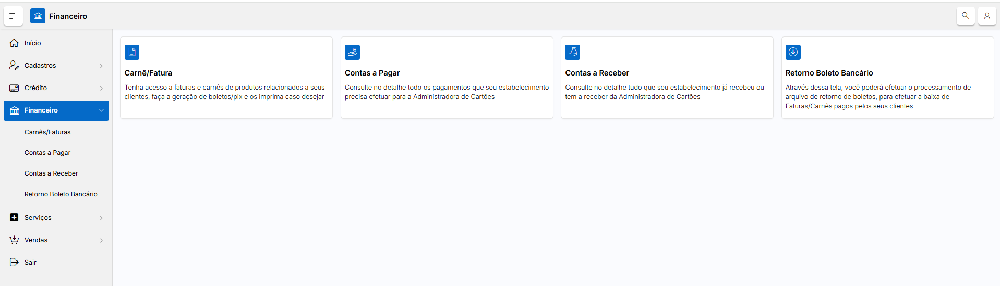 Financeiro
Início
Cadastros
Crédito
Financeiro
Carnês/Faturas
Contas a Pagar
Contas a Receber
Retorno Boleto Bancário
Serviços
Vendas
Sair
Carnê/Fatura
Tenha acesso a faturas e carnês de produtos relacionados a seus
clientes, faça a geração de boletos/pix e os imprima caso desejar
Contas a Pagar
Consulte no detalhe todo os pagamentos que seu estabelecimento
precisa efetuar para a Administradora de Cartões
Contas a Receber
Consulte no detalhe tudo que seu estabelecimento já recebeu ou
tem a receber da Administradora de Cartões
Retorno Boleto Bancário
Através dessa tela, você poderá efetuar o processamento de
arquivo de retorno de boletos, para efetuar a baixa de
Faturas/Carnês pagos pelos seus clientes